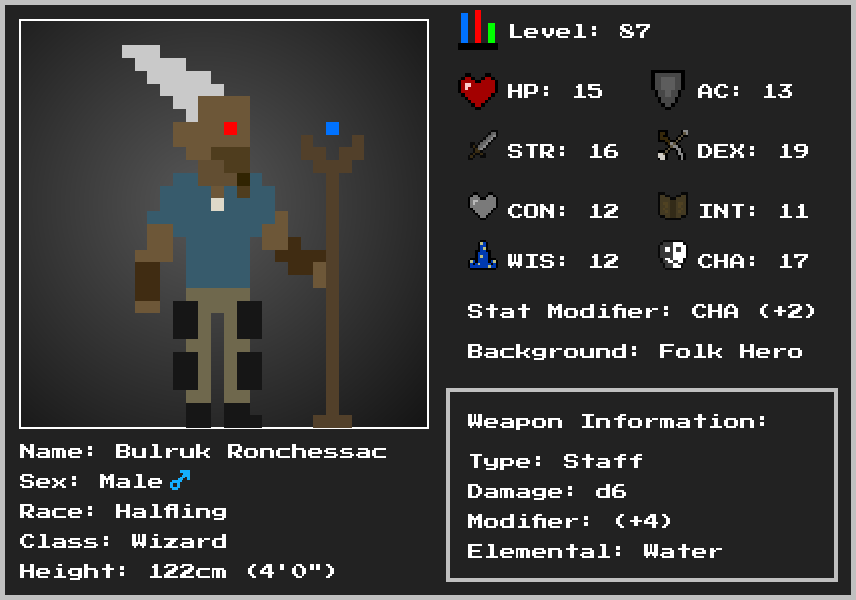 Level: 87
HP: 15 AC: 13
STR: 16 DEX: 19
CON: 12 INT: 11
WIS: 12 CHA: 17
Stat Modifier: CHA (+2)
Background: Folk Hero
Weapon Information:
Type: Staff
Damage: d6
Modifier: (+4)
Elemental: Water
Name: Bulruk Ronchessac
Sex: Male♂
Race: Halfling
Class: Wizard
Height: 122cm (4'0")